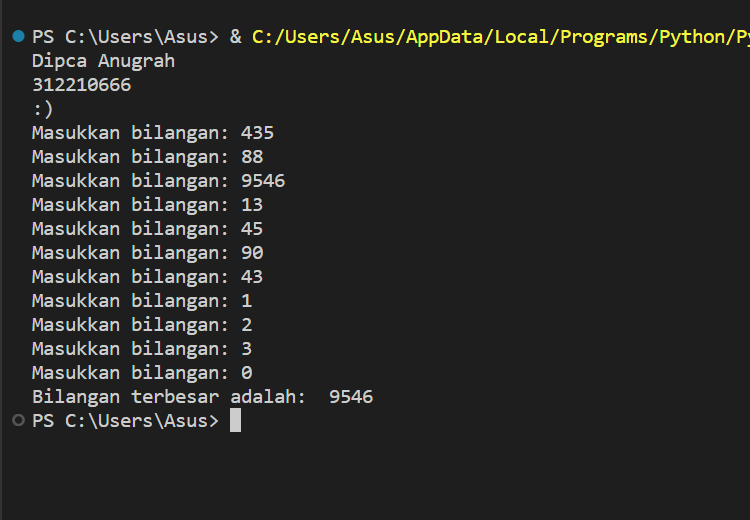 PS C:\Users\Asus> & C:/Users/Asus/AppData/Local/Programs/Python/Py
Dipca Anugrah
312210666
:)
Masukkan bilangan: 435
Masukkan bilangan: 88
Masukkan bilangan: 9546
Masukkan bilangan: 13
Masukkan bilangan: 45
Masukkan bilangan: 90
Masukkan bilangan: 43
Masukkan bilangan: 1
Masukkan bilangan: 2
Masukkan bilangan: 3
Masukkan bilangan: 0
Bilangan terbesar adalah:  9546
PS C:\Users\Asus>